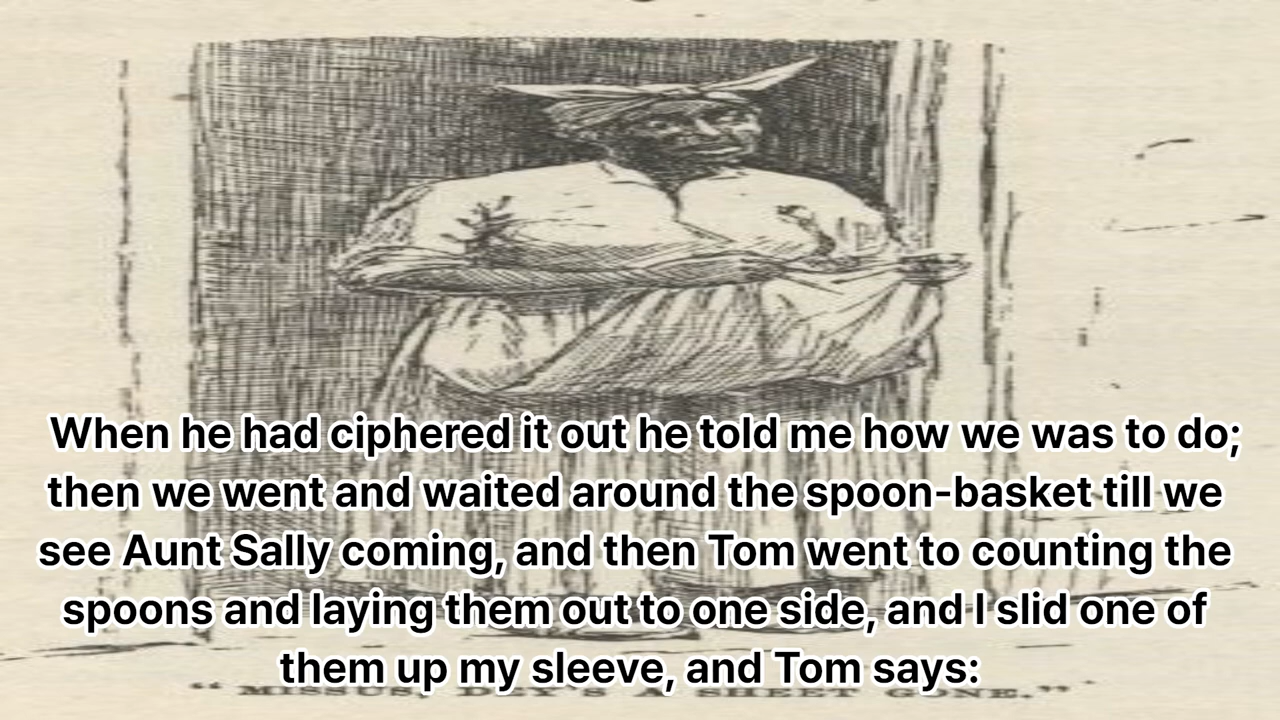 When he had ciphered it out he told me how we was to do;
then we went and waited around the spoon-basket till we
see Aunt Sally coming, and then Tom went to counting the
spoons and laying them out to one side, and I slid one of
them up my sleeve, and Tom says:
"MISSUS, DEY'S A SHEET GONE."